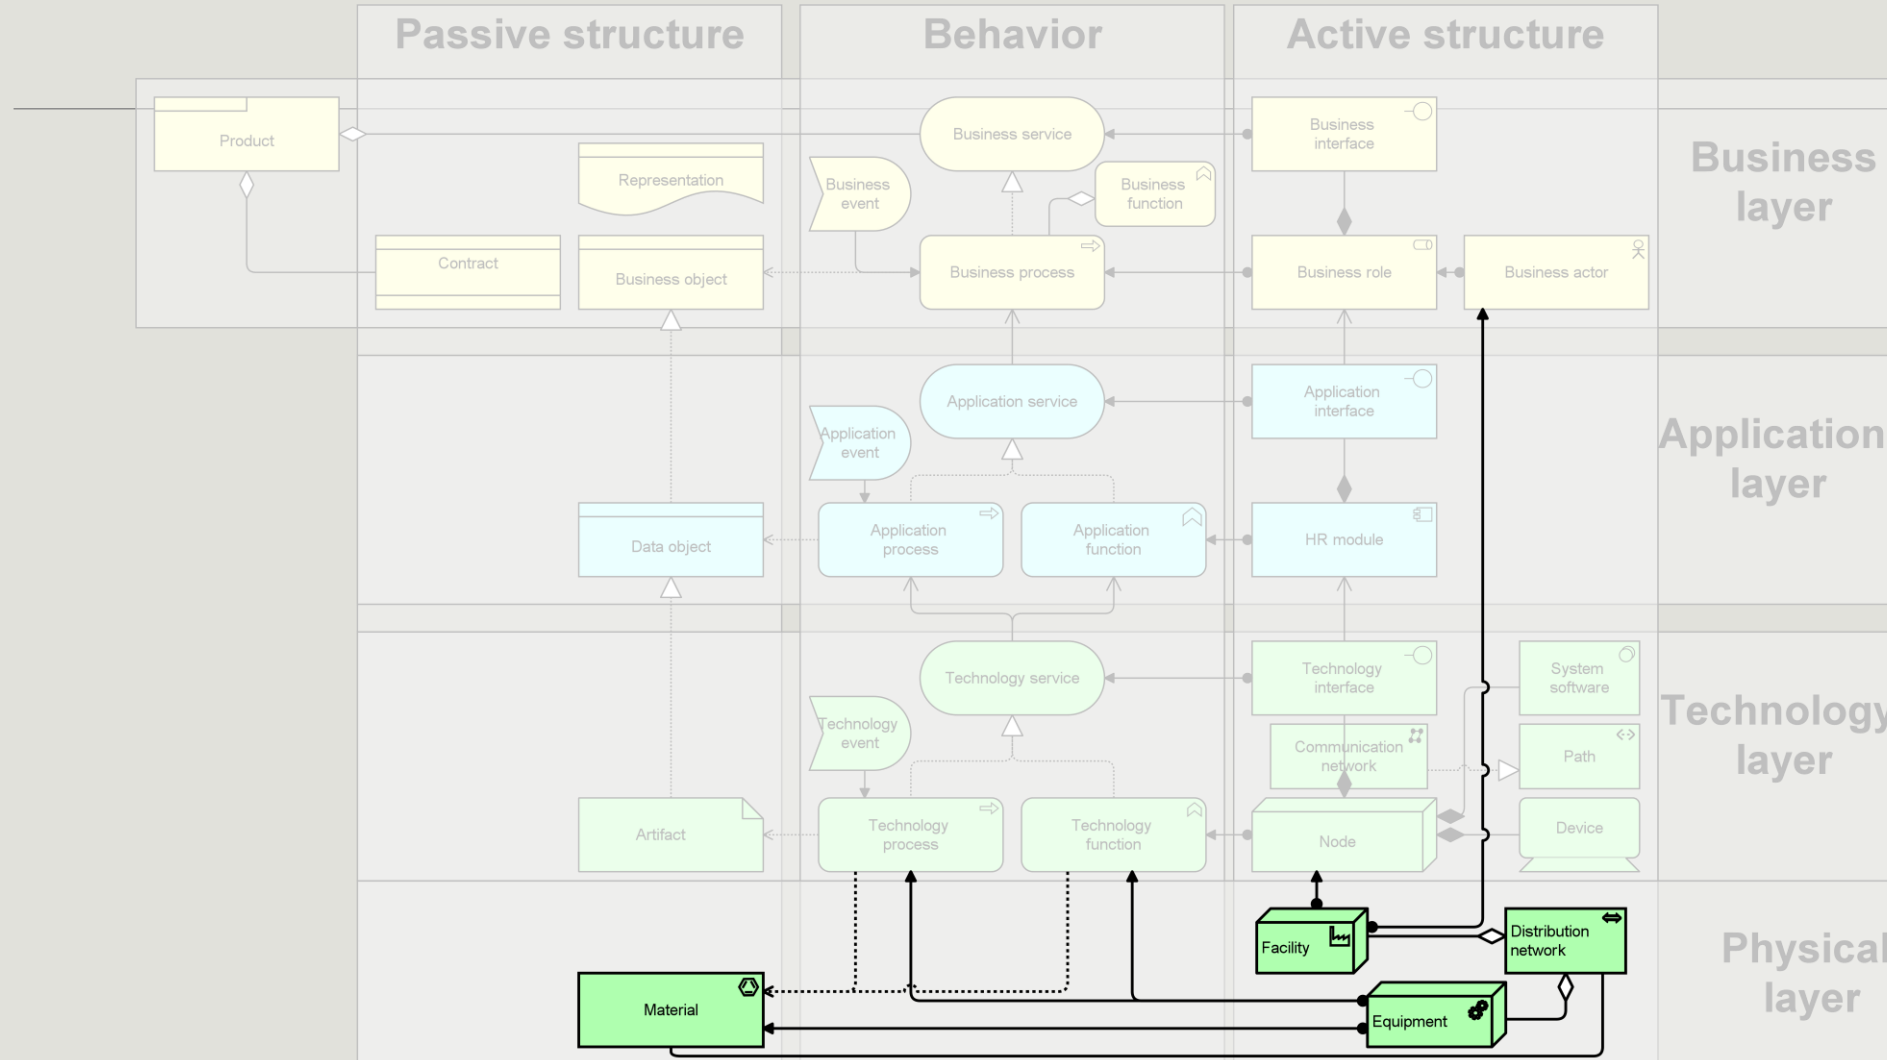 Passive structure
Behavior
Active structure
Product
Business service
Business
interface
Business
layer
Representation
Business
event
Business
function
Contract
Business object
Business process
Business role
Business actor
Application service
Application
interface
Application
layer
Application
event
Data object
Application
process
Application
function
HR module
Technology service
Technology
interface
System
software
Technology
layer
Technology
event
Communication
network
Path
Artifact
Technology
process
Technology
function
Node
Device
Facility
Distribution
network
Physical
layer
Material
Equipment